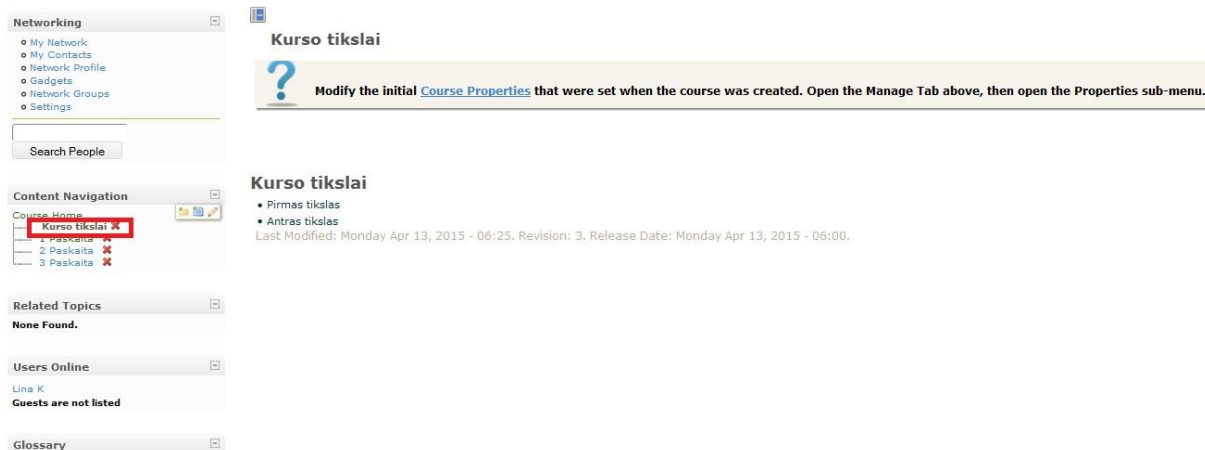 Networking
My Network
My Contacts
Network Profile
Gadgets
Network Groups
Settings
Search People
Content Navigation
Course Home
Kurso tikslai
1 Paskaita
2 Paskaita
3 Paskaita
Related Topics
None Found.
Users Online
Lina K
Guests are not listed
Glossary
Kurso tikslai
Modify the initial Course Properties that were set when the course was created. Open the Manage Tab above, then open the Properties sub-menu.
Kurso tikslai
Pirmas tikslas
Antras tikslas
Last Modified: Monday Apr 13, 2015 - 06:25. Revision: 3. Release Date: Monday Apr 13, 2015 - 06:00.